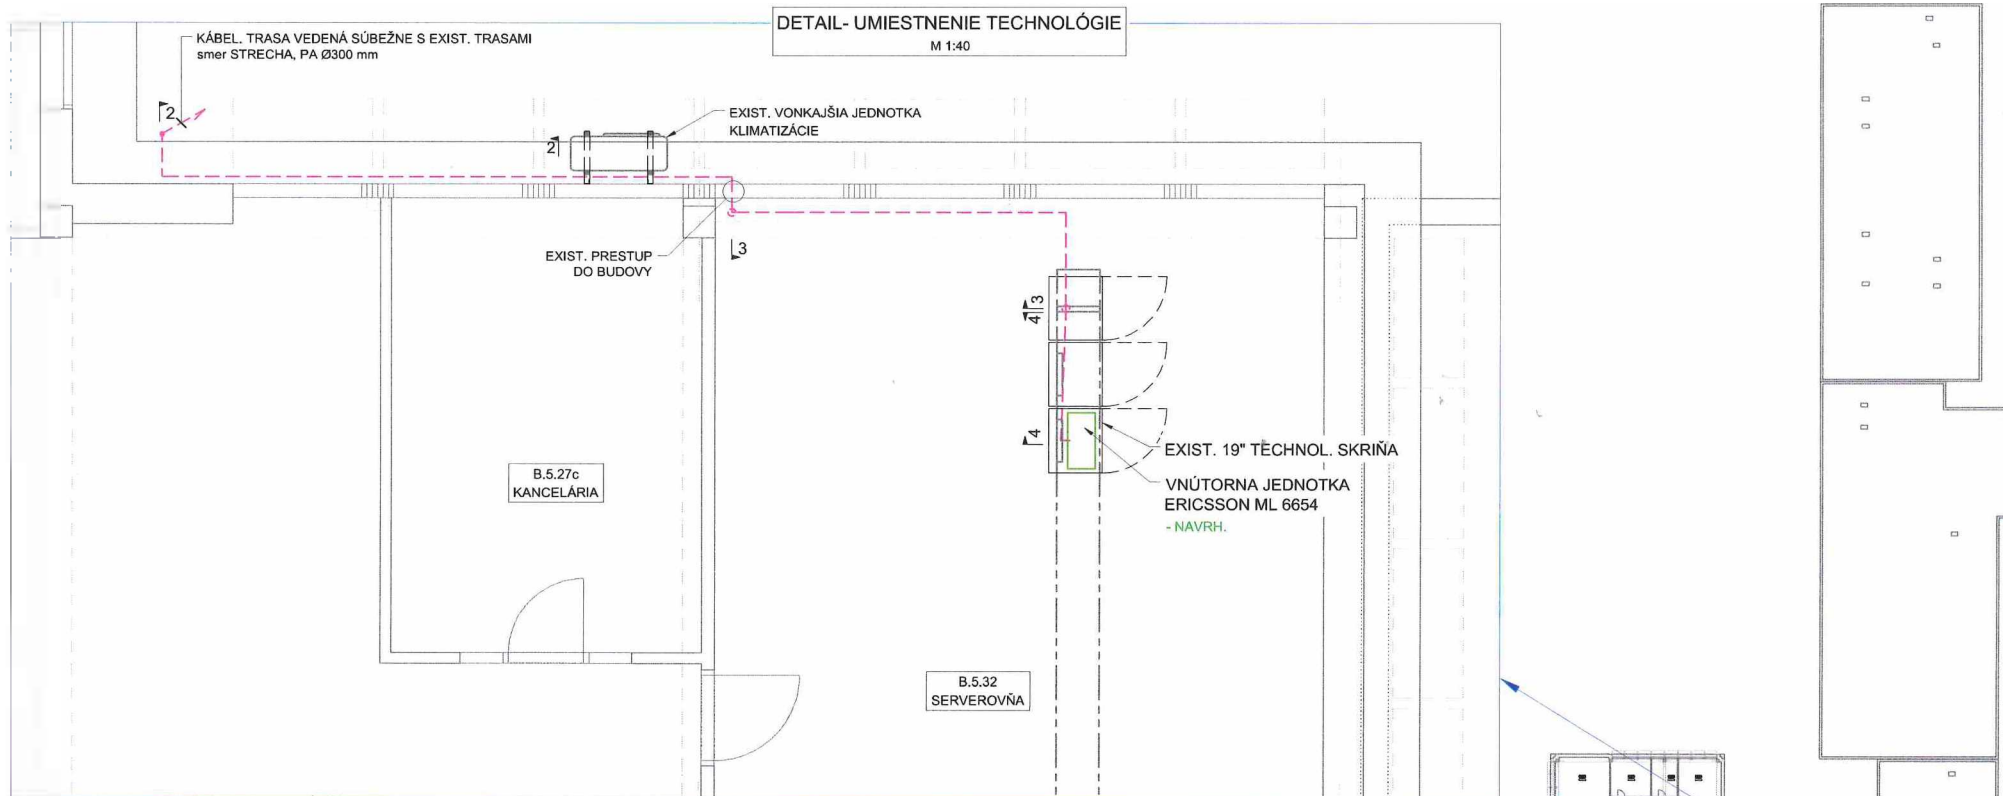 DETAIL- UMIESTNENIE TECHNOLÓGIE
M 1:40
KÁBEL. TRASA VEDENÁ SÚBEŽNE S EXIST. TRASAMI
smer STRECHA, PA Ø300 mm
2
EXIST. VONKAJŠIA JEDNOTKA
KLIMATIZÁCIE
2
EXIST. PRESTUP
DO BUDOVY
3
3
4
4
EXIST. 19" TECHNOL. SKRIŇA
VNÚTORNA JEDNOTKA
ERICSSON ML 6654
- NAVRH.
B.5.27c
KANCELÁRIA
B.5.32
SERVEROVŇA